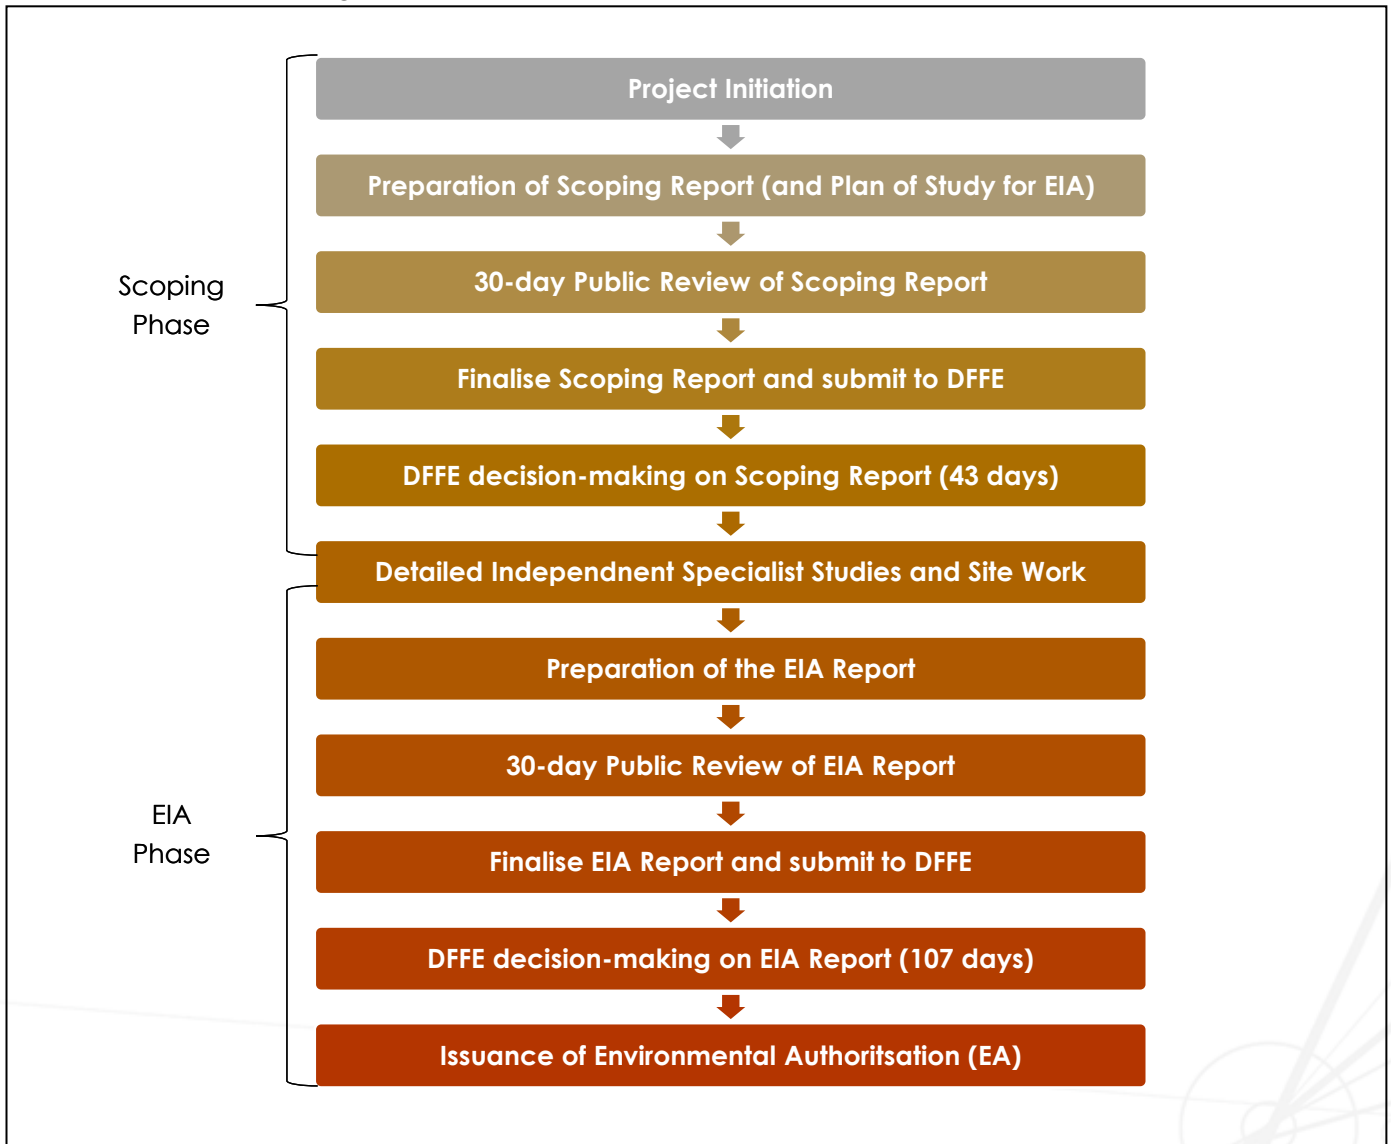 Project Initiation
Preparation of Scoping Report (and Plan of Study for EIA)
30-day Public Review of Scoping Report
Scoping
Phase
Finalise Scoping Report and submit to DFFE
DFFE decision-making on Scoping Report (43 days)
Detailed Independnent Specialist Studies and Site Work
Preparation of the EIA Report
30-day Public Review of EIA Report
EIA
Phase
Finalise EIA Report and submit to DFFE
DFFE decision-making on EIA Report (107 days)
Issuance of Environmental Authoritsation (EA)